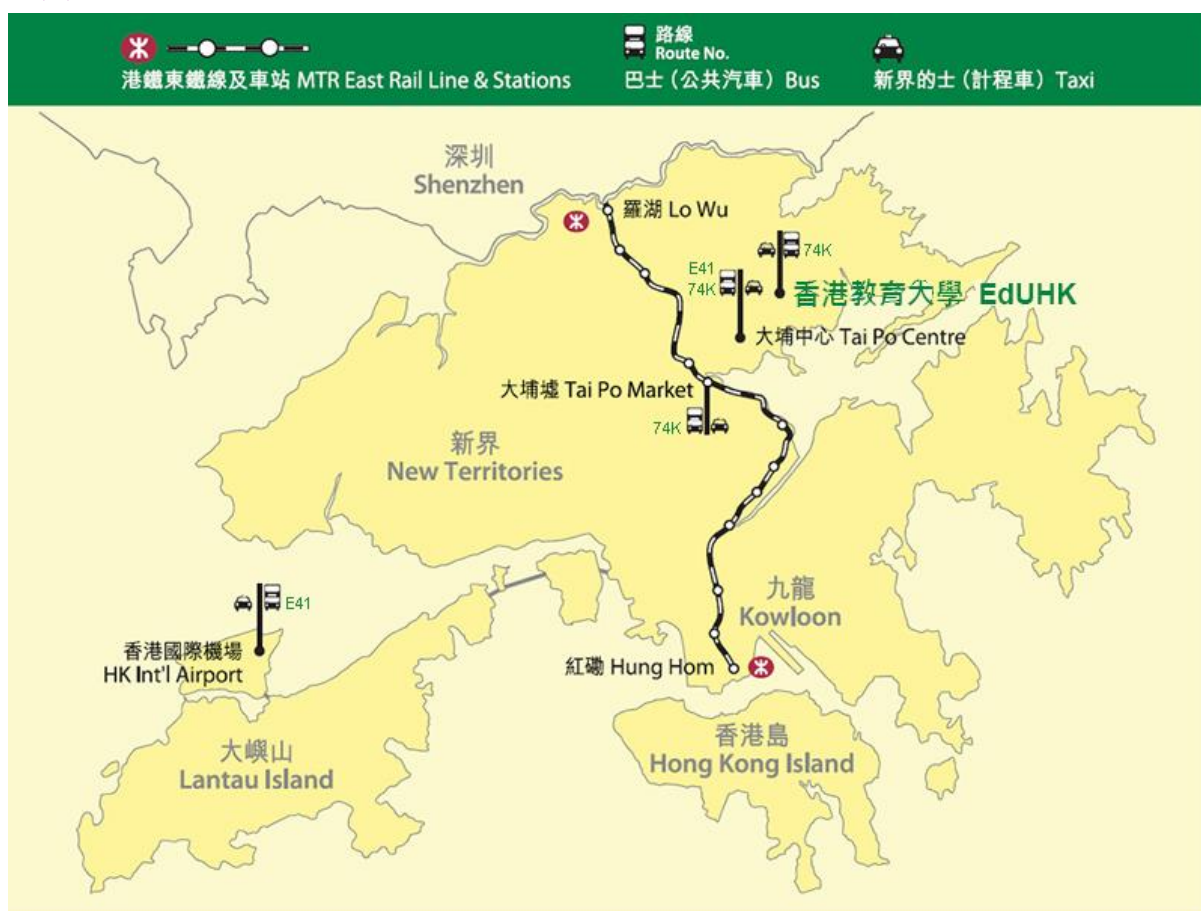 港鐵東鐵線及車站 MTR East Rail Line & Stations
路線
Route No.
巴士（公共汽車）Bus
新界的士（計程車）Taxi
深圳
Shenzhen
羅湖 Lo Wu
74K
E41
74K
香港教育大學 EdUHK
大埔中心 Tai Po Centre
大埔墟 Tai Po Market
74K
新界
New Territories
九龍
Kowloon
E41
香港國際機場
HK Int'l Airport
紅磡 Hung Hom
香港島
Hong Kong Island
大嶼山
Lantau Island